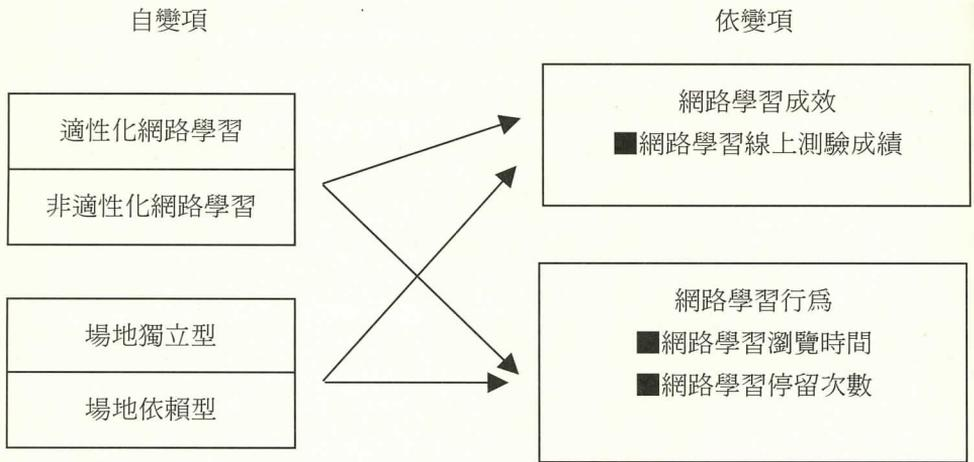 自變項
依變項
適性化網路學習
非適性化網路學習
場地獨立型
場地依賴型
網路學習成效
■網路學習線上測驗成績
網路學習行為
■網路學習瀏覽時間
■網路學習停留次數